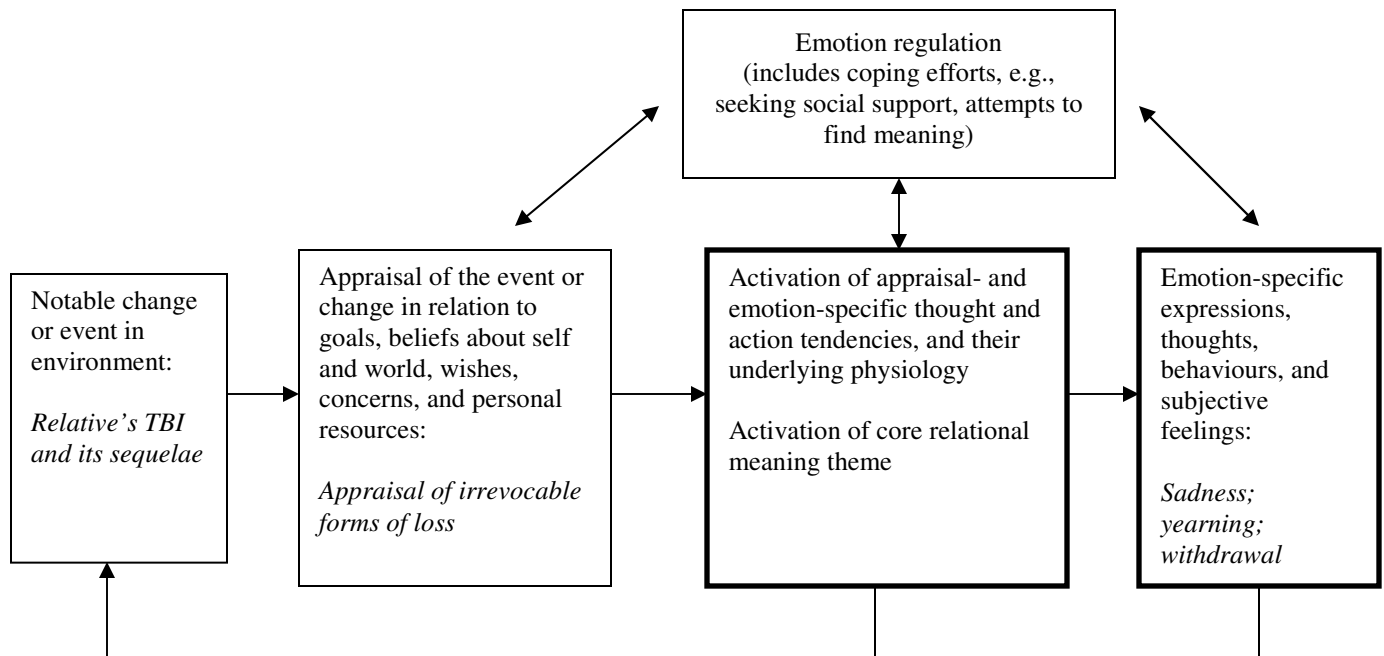 Emotion regulation
(includes coping efforts, e.g.,
seeking social support, attempts to
find meaning)
Notable change
or event in
environment:
Relative's TBI
and its sequelae
Appraisal of the event or
change in relation to
goals, beliefs about self
and world, wishes,
concerns, and personal
resources:
Appraisal of irrevocable
forms of loss
Activation of appraisal- and
emotion-specific thought and
action tendencies, and their
underlying physiology
Activation of core relational
meaning theme
Emotion-specific
expressions,
thoughts,
behaviours, and
subjective
feelings:
Sadness;
yearning;
withdrawal